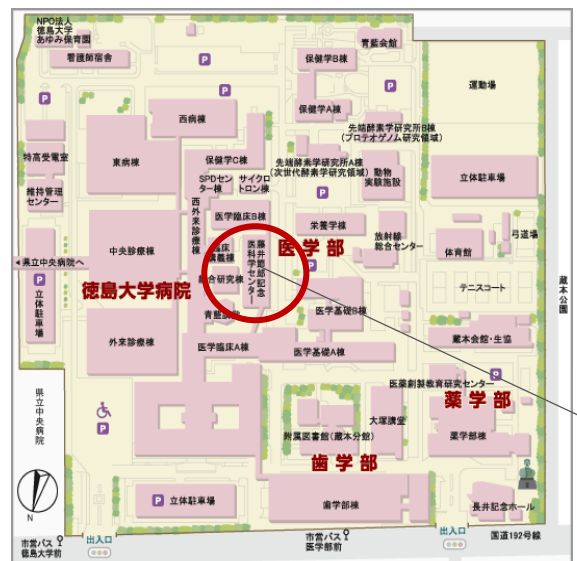 NPO法人
徳島大学
あゆみ保育園
看護師宿舎
青藍会館
保健学B棟
運動場
西病棟
保健学A棟
先端酵素学研究所B棟
(プロテオゲノム研究領域)
特高受電室
東病棟
保健学C棟
先端酵素学研究所A棟
(次世代酵素学研究領域)
動物
実験施設
立体駐車場
維持管理
センター
SPDセン
ター棟
サイクロ
トロン棟
西外来診療棟
医学臨床B棟
栄養学棟
放射線
総合センター
弓道場
体育館
中央診療棟
臨床
講義棟
藤井節郎記念
医科学センター
医学部
◀県立中央病院へ
総合研究棟
徳島大学病院
立体
駐車場
テニスコート
蔵本公園
青藍講堂
医学基礎B棟
外来診療棟
医学臨床A棟
医学基礎A棟
蔵本会館・生協
医薬創製教育研究センター
薬学部
県立中央病院
大塚講堂
附属図書館(蔵本分館)
薬学部棟
歯学部
立体駐車場
歯学部棟
長井記念ホール
N
市営バス
徳島大学前
出入口
市営バス
医学部前
出入口
国道192号線
P
P
P
P
P
P
P
P
P
P
P